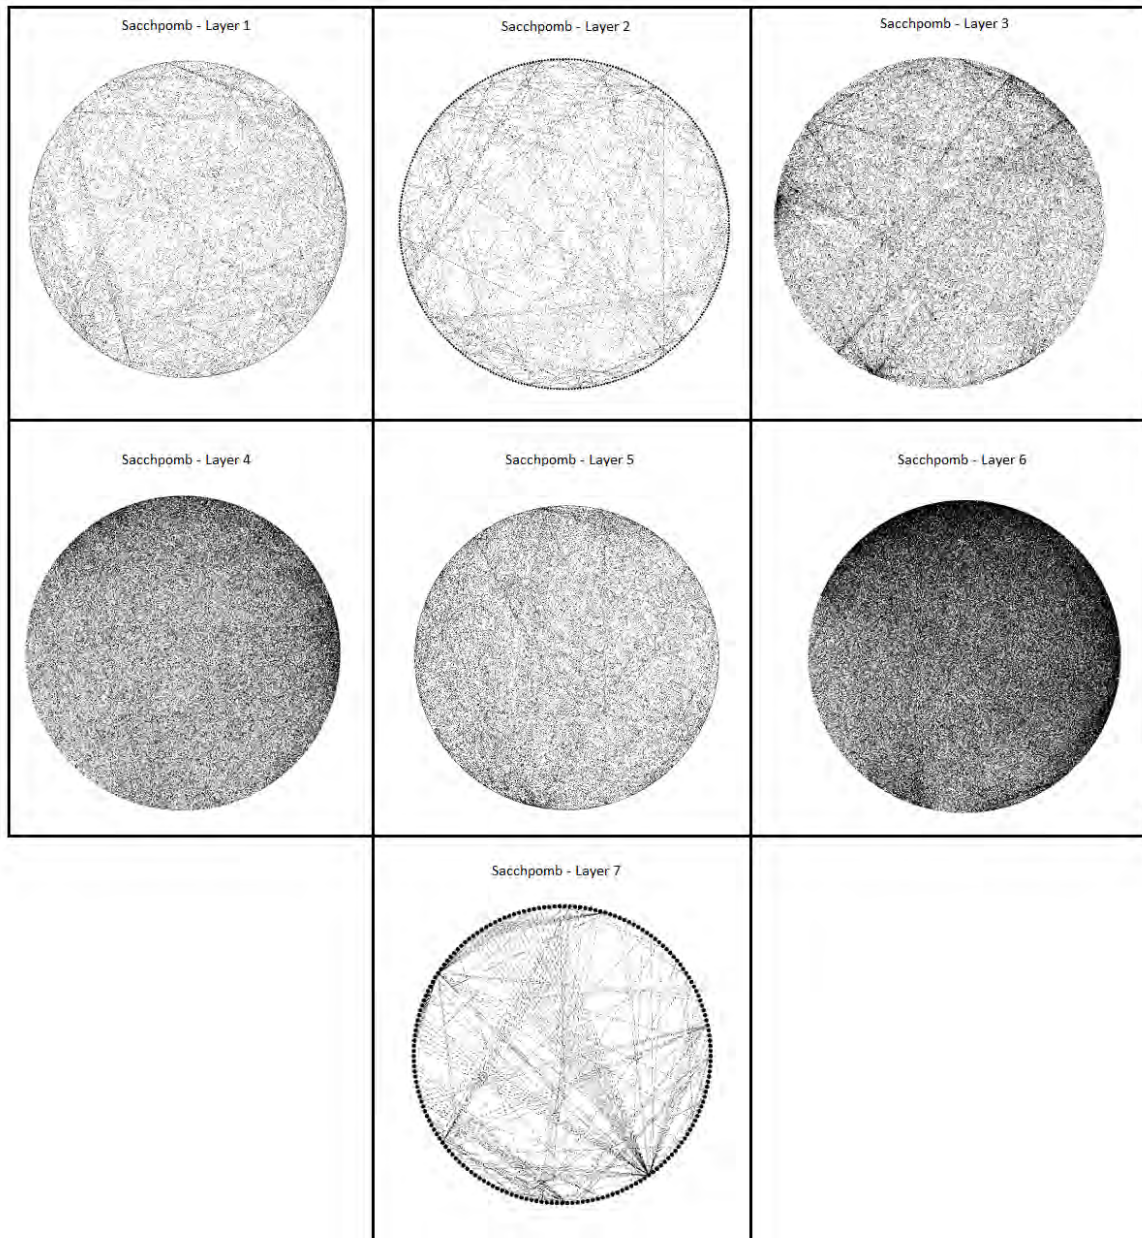 Sacchpomb - Layer 1
Sacchpomb - Layer 2
Sacchpomb - Layer 3
Sacchpomb - Layer 4
Sacchpomb - Layer 5
Sacchpomb - Layer 6
Sacchpomb - Layer 7